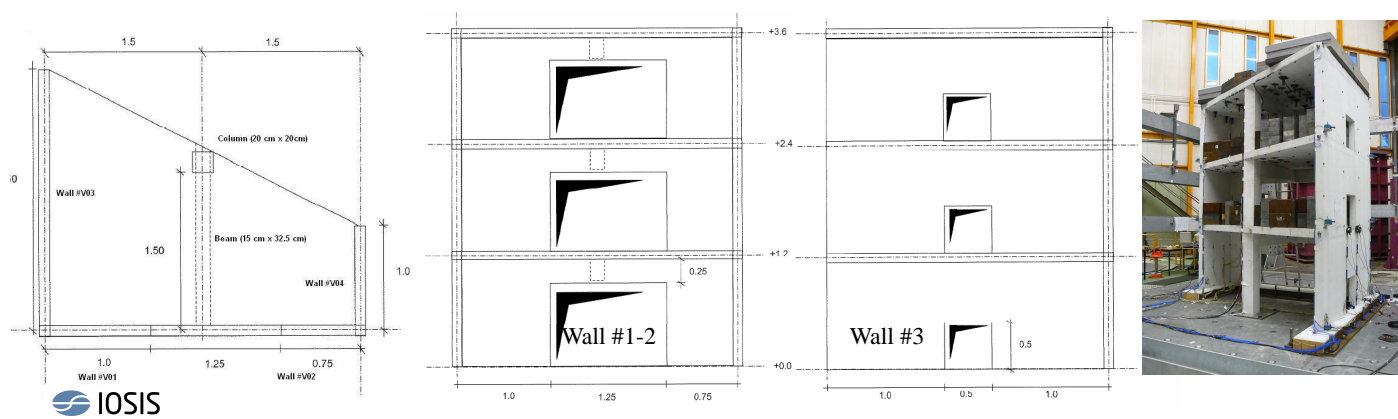 1.5
1.5
Column (20 cm x 20cm)
Wall #V03
1.50
Beam (15 cm x 32.5 cm)
Wall #V04
1.0
1.0
1.25
0.75
Wall #V01
Wall #V02
IOSIS
+3.6
+2.4
+1.2
+0.0
0.25
Wall #1-2
1.0
1.25
0.75
Wall #3
0.5
1.0
0.5
1.0